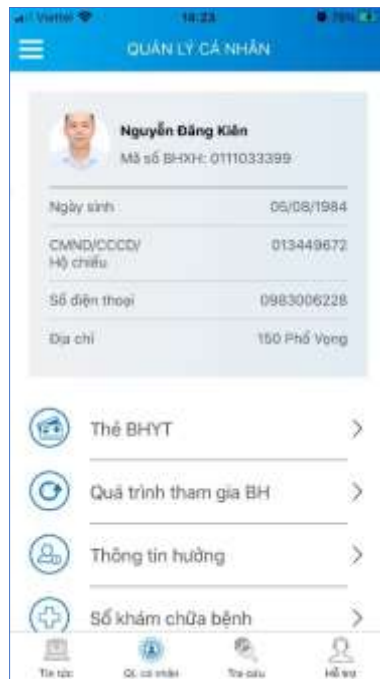 Viettel
18:23
QUẢN LÝ CÁ NHÂN
Nguyễn Đăng Kiên
Mã số BHXH: 0111033399
Ngày sinh 05/08/1984
CMND/CCCD/ 013449672
Hộ chiếu
Số điện thoại 0983006228
Địa chỉ 150 Phố Vọng
Thẻ BHYT
Quá trình tham gia BH
Thông tin hưởng
Sổ khám chữa bệnh
Tin tức QL cá nhân Tra cứu Hỗ trợ